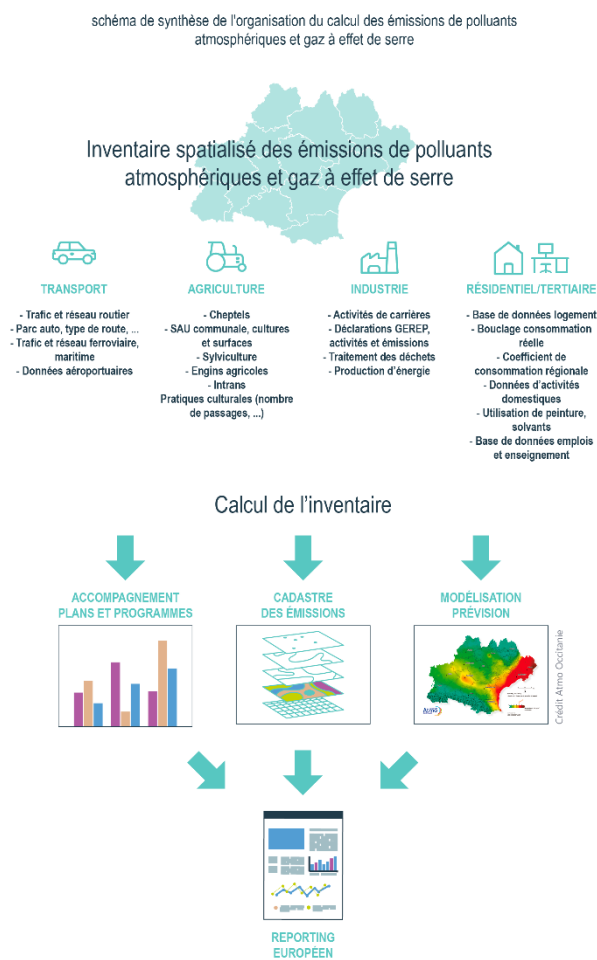 schéma de synthèse de l'organisation du calcul des émissions de polluants
atmosphériques et gaz à effet de serre
Inventaire spatialisé des émissions de polluants
atmosphériques et gaz à effet de serre
TRANSPORT
- Trafic et réseau routier
- Parc auto, type de route, ...
- Trafic et réseau ferroviaire,
maritime
- Données aéroportuaires
AGRICULTURE
- Cheptels
- SAU communale, cultures
et surfaces
- Sylviculture
- Engins agricoles
- Intrans
Pratiques culturales (nombre
de passages, ...)
INDUSTRIE
- Activités de carrières
- Déclarations GEREP,
activités et émissions
- Traitement des déchets
- Production d'énergie
RÉSIDENTIEL/TERTIAIRE
- Base de données logement
- Bouclage consommation
réelle
- Coefficient de
consommation régionale
- Données d'activités
domestiques
- Utilisation de peinture,
solvants
- Base de données emplois
et enseignement
Calcul de l'inventaire
ACCOMPAGNEMENT
PLANS ET PROGRAMMES
CADASTRE
DES ÉMISSIONS
MODÉLISATION
PRÉVISION
Crédit Atmo Occitanie
REPORTING
EUROPÉEN